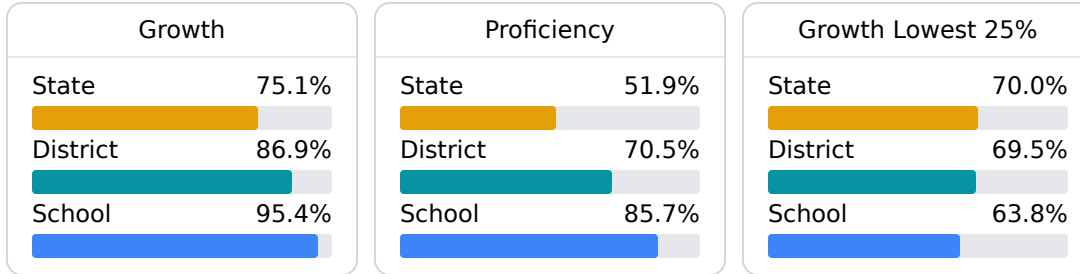 Growth
State 75.1%
District 86.9%
School 95.4%
Proficiency
State 51.9%
District 70.5%
School 85.7%
Growth Lowest 25%
State 70.0%
District 69.5%
School 63.8%